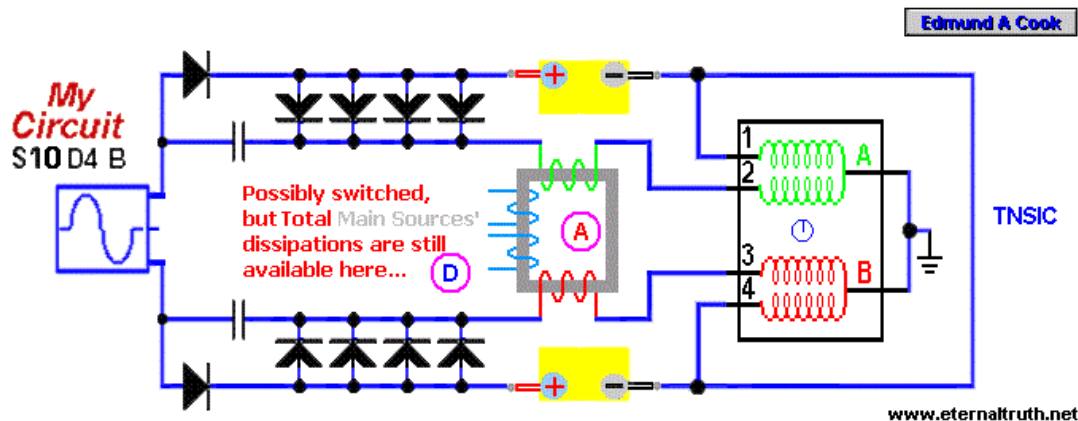 Edmund A Cook
My
Circuit
S10 D4 B
+
−
1
2
A
Possibly switched,
but Total Main Sources'
dissipations are still
available here...
D
A
TNSIC
3
4
B
+
−
www.eternaltruth.net